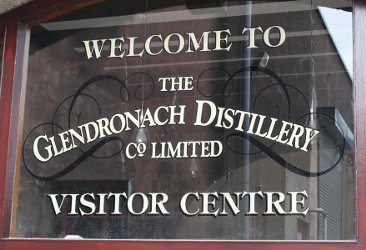 WELCOME TO
THE
GLENDRONACH DISTILLERY
Co LIMITED
VISITOR CENTRE